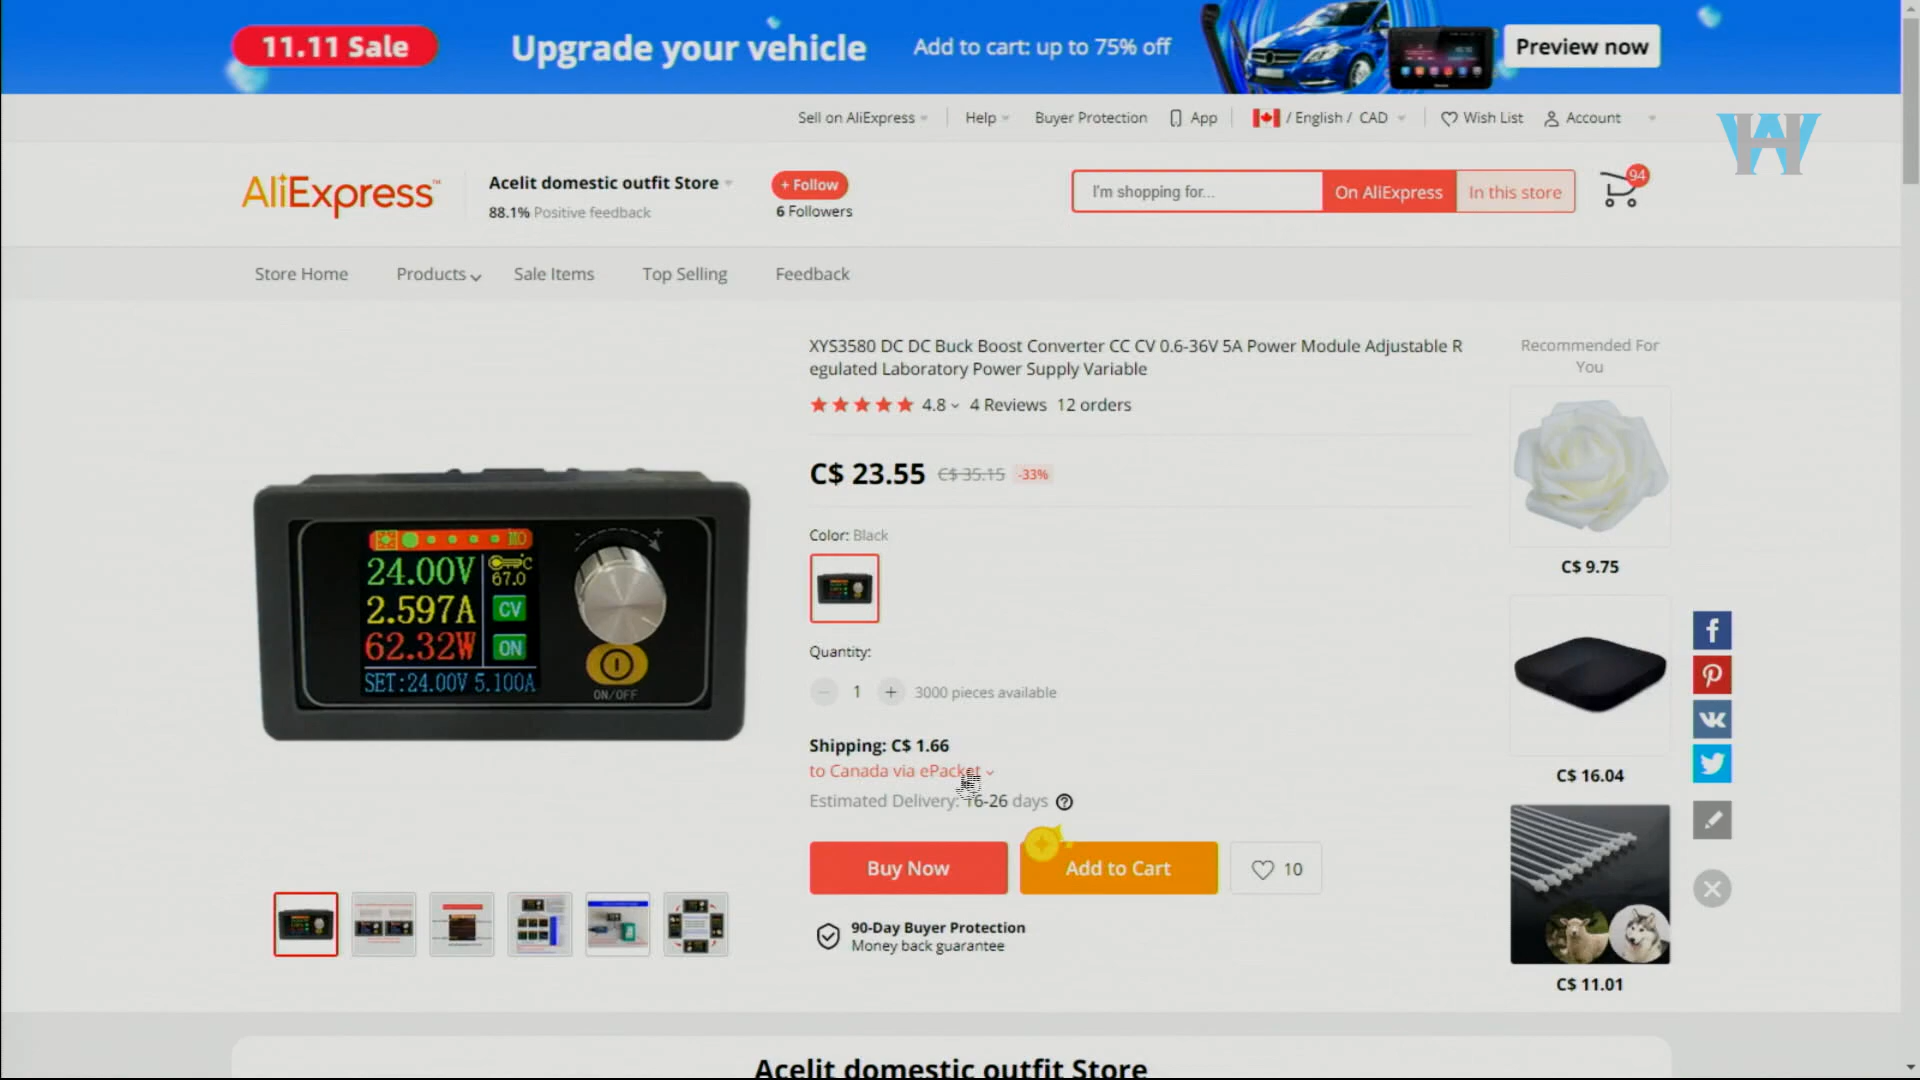 11.11 Sale
Upgrade your vehicle
Add to cart: up to 75% off
Preview now
Sell on AliExpress
Help
Buyer Protection
App
/ English / CAD
Wish List
Account
AliExpress™
Acelit domestic outfit Store
88.1% Positive feedback
+ Follow
6 Followers
I'm shopping for...
On AliExpress
In this store
94
Store Home
Products
Sale Items
Top Selling
Feedback
XYS3580 DC DC Buck Boost Converter CC CV 0.6-36V 5A Power Module Adjustable R
egulated Laboratory Power Supply Variable
4.8
4 Reviews
12 orders
C$ 23.55
C$ 35.15
-33%
Color: Black
Quantity:
1
3000 pieces available
Shipping: C$ 1.66
to Canada via ePacket
Estimated Delivery: 16-26 days
Buy Now
Add to Cart
10
90-Day Buyer Protection
Money back guarantee
M0
24.00V
°C
67.0
2.597A
CV
62.32W
ON
SET:24.00V 5.100A
- +
ON/OFF
Recommended For
You
C$ 9.75
C$ 16.04
C$ 11.01
Acelit domestic outfit Store